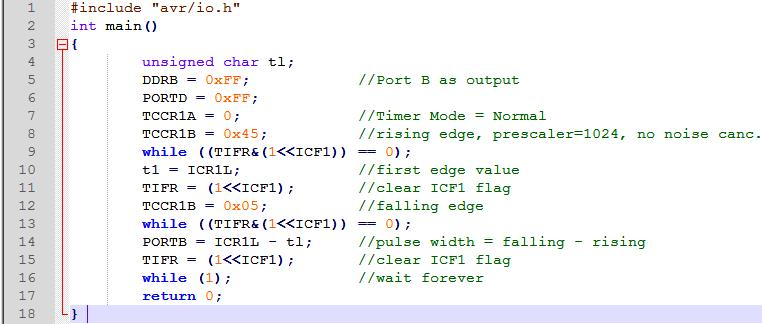 1 #include "avr/io.h"
2 int main()
3 {
4 unsigned char tl;
5 DDRB = 0xFF; //Port B as output
6 PORTD = 0xFF;
7 TCCR1A = 0; //Timer Mode = Normal
8 TCCR1B = 0x45; //rising edge, prescaler=1024, no noise canc.
9 while ((TIFR&(1<<ICF1)) == 0);
10 t1 = ICR1L; //first edge value
11 TIFR = (1<<ICF1); //clear ICF1 flag
12 TCCR1B = 0x05; //falling edge
13 while ((TIFR&(1<<ICF1)) == 0);
14 PORTB = ICR1L - tl; //pulse width = falling - rising
15 TIFR = (1<<ICF1); //clear ICF1 flag
16 while (1); //wait forever
17 return 0;
18 }